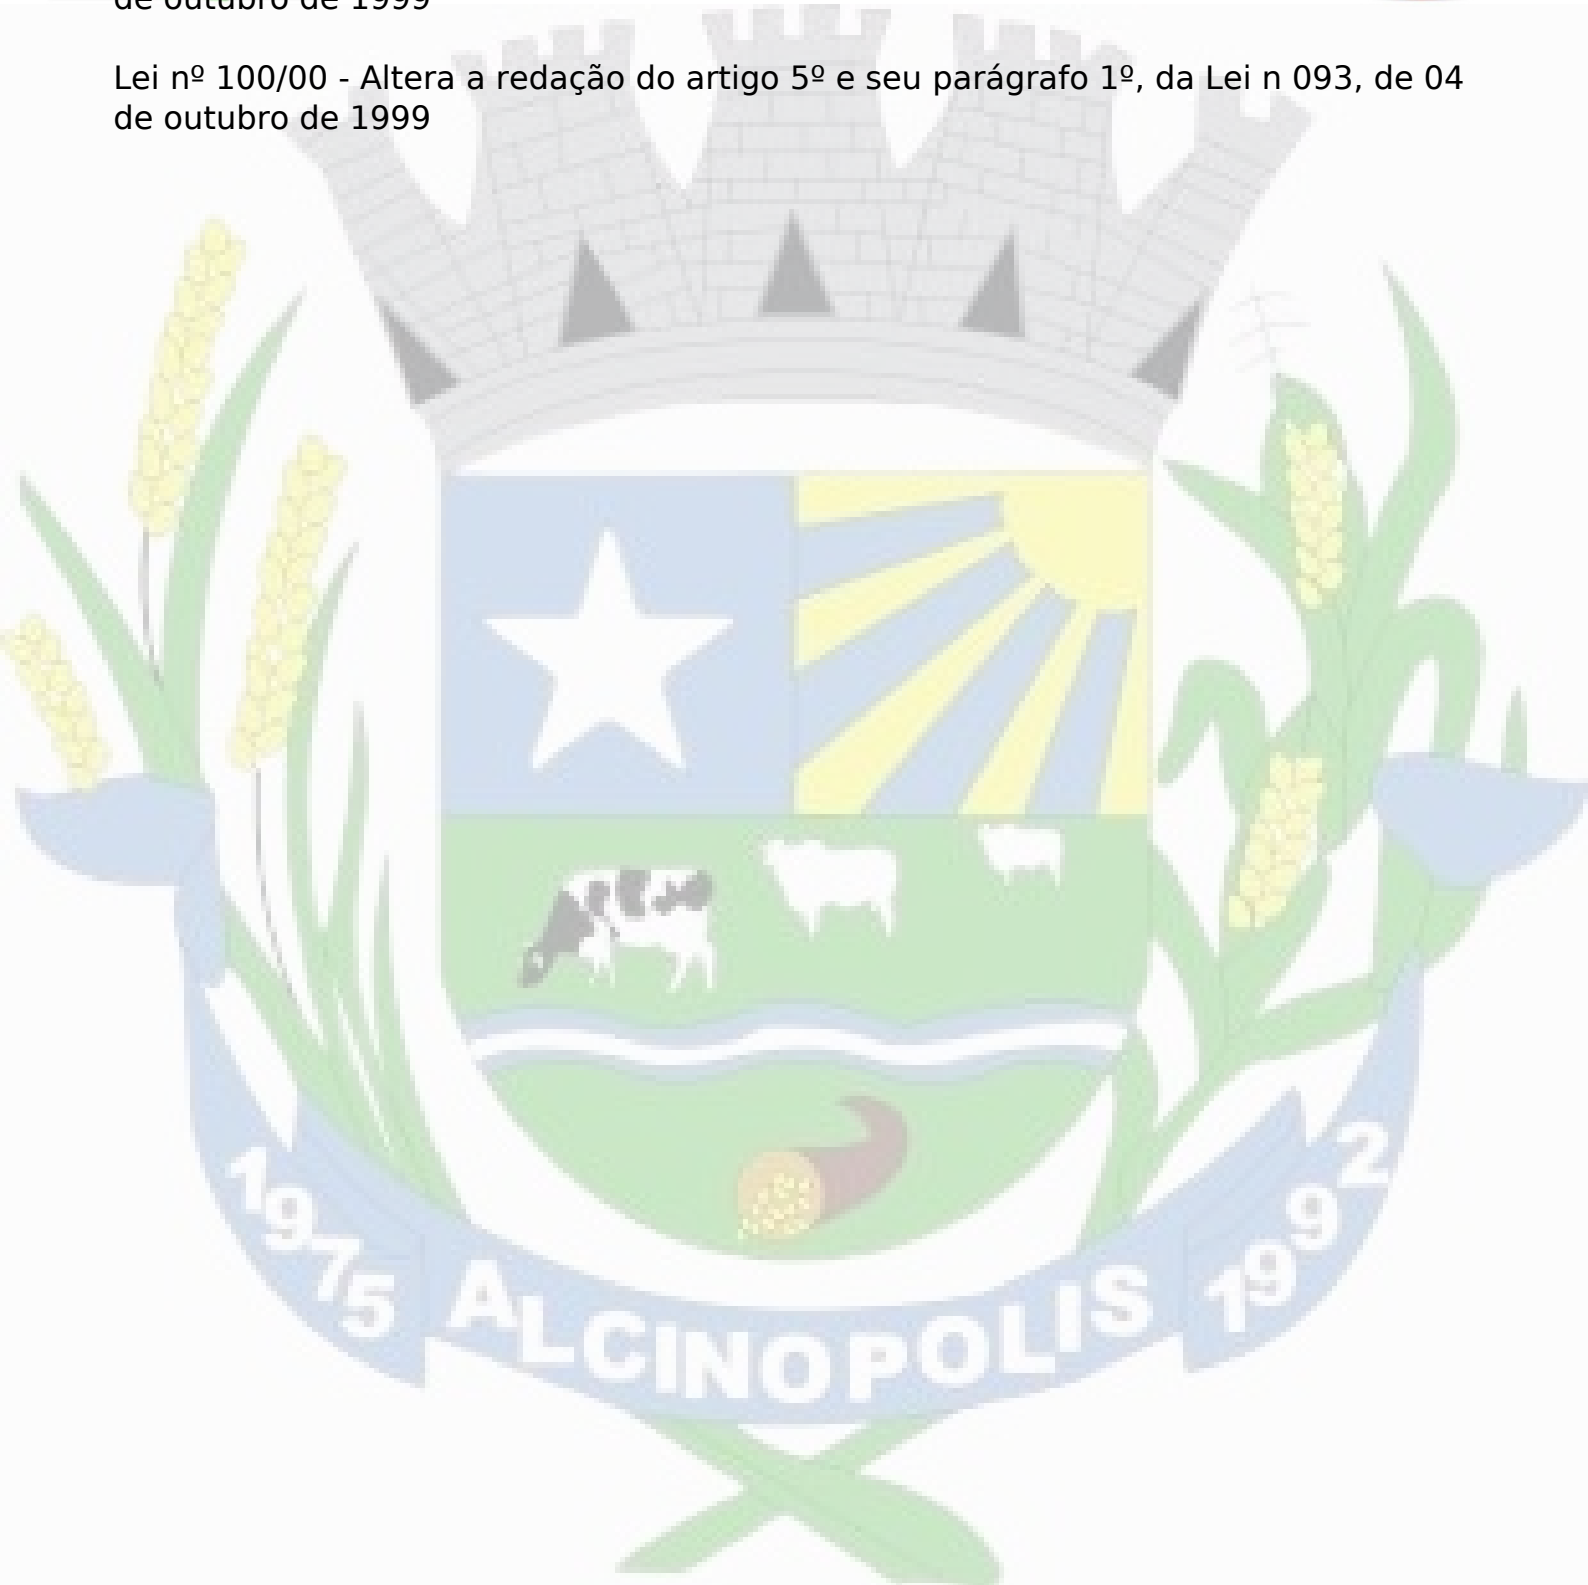 de outubro de 1999
Lei nº 100/00 - Altera a redação do artigo 5º e seu parágrafo 1º, da Lei n 093, de 04
de outubro de 1999
1975 ALCINOPOLIS 1992